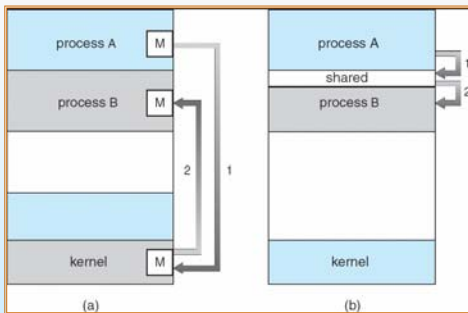 process A
M
process B
M
2
1
kernel
M
(a)
process A
1
shared
2
process B
kernel
(b)